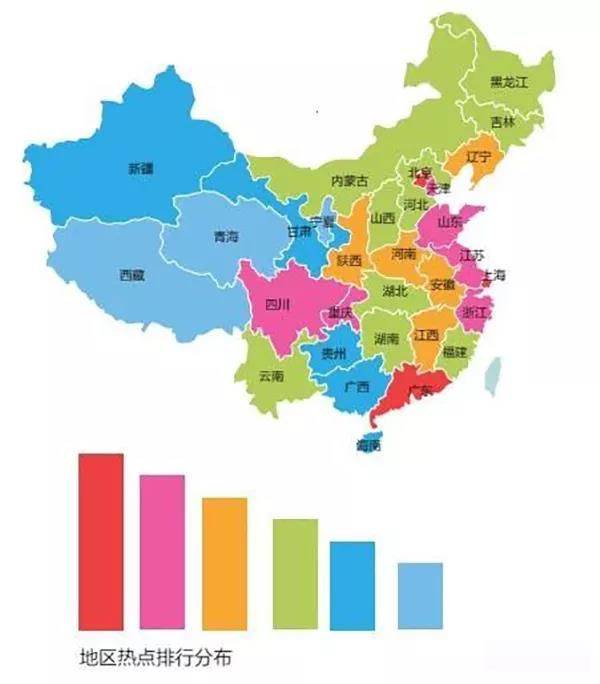 黑龙江
吉林
辽宁
新疆
内蒙古
北京
天津
河北
山西
山东
宁夏
甘肃
青海
陕西
河南
江苏
西藏
安徽
上海
四川
湖北
重庆
浙江
湖南
江西
贵州
福建
云南
广西
广东
海南
地区热点排行分布